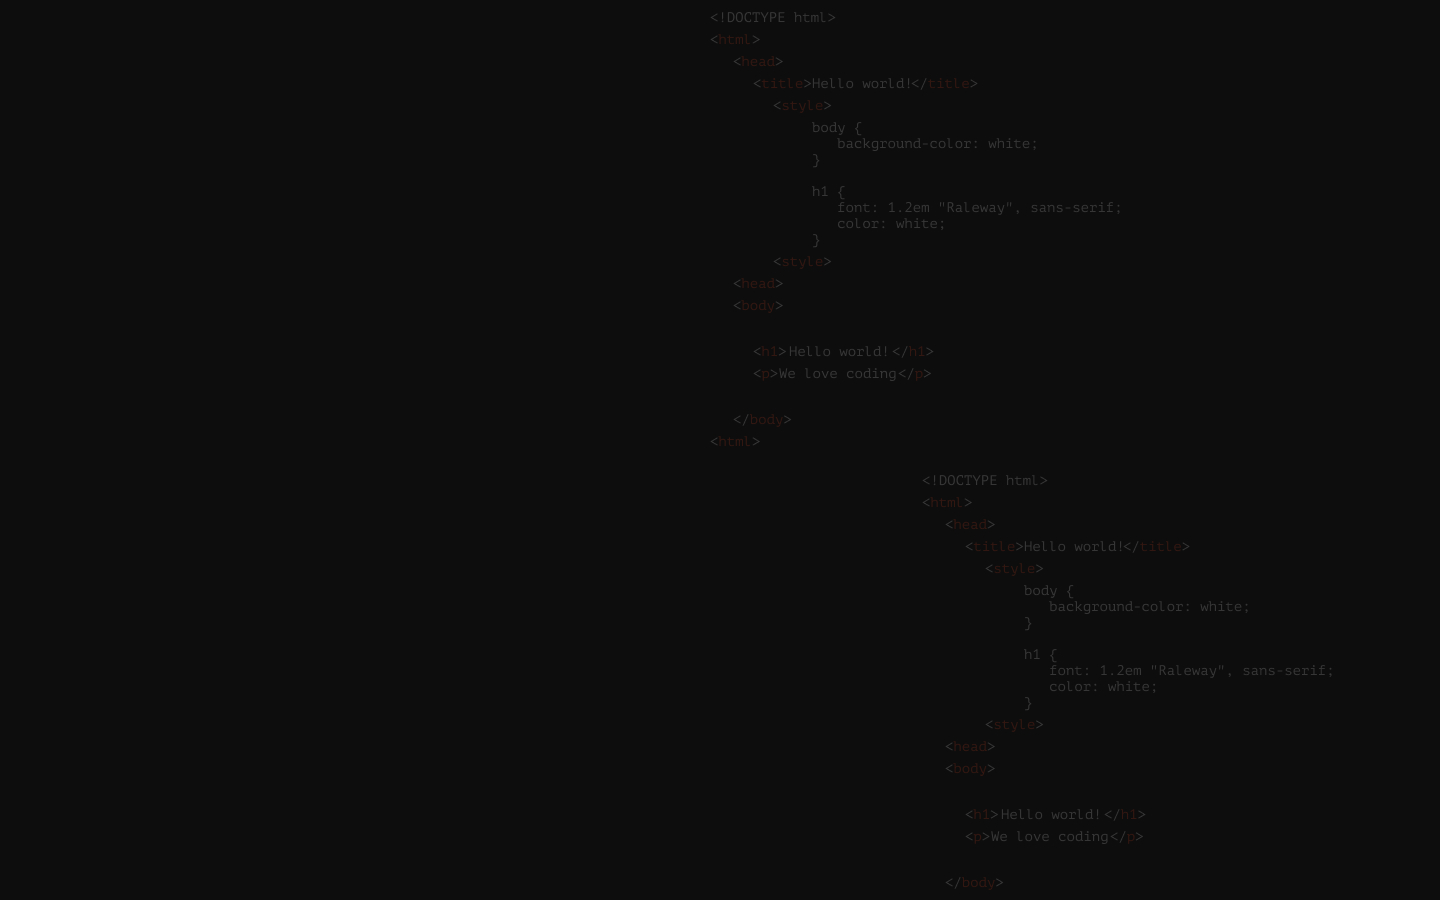 <!DOCTYPE html>
<html>
<head>
<title>Hello world!</title>
<style>
body {
background-color: white;
}
h1 {
font: 1.2em "Raleway", sans-serif;
color: white;
}
<style>
<head>
<body>
<h1>Hello world!</h1>
<p>We love coding</p>
</body>
<html>
<!DOCTYPE html>
<html>
<head>
<title>Hello world!</title>
<style>
body {
background-color: white;
}
h1 {
font: 1.2em "Raleway", sans-serif;
color: white;
}
<style>
<head>
<body>
<h1>Hello world!</h1>
<p>We love coding</p>
</body>